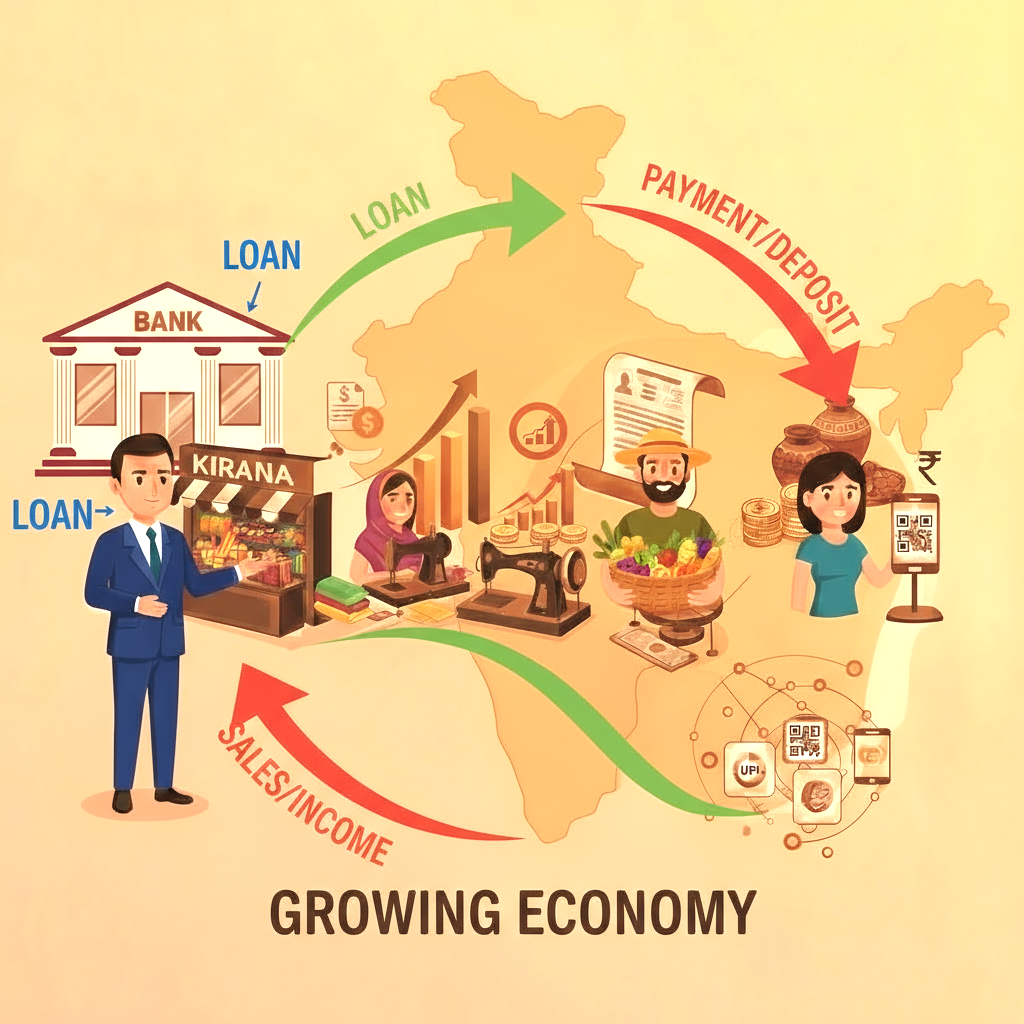 LOAN
PAYMENT/DEPOSIT
LOAN
BANK
$
$
KIRANA
₹
LOAN
UPI
SALES/INCOME
GROWING ECONOMY